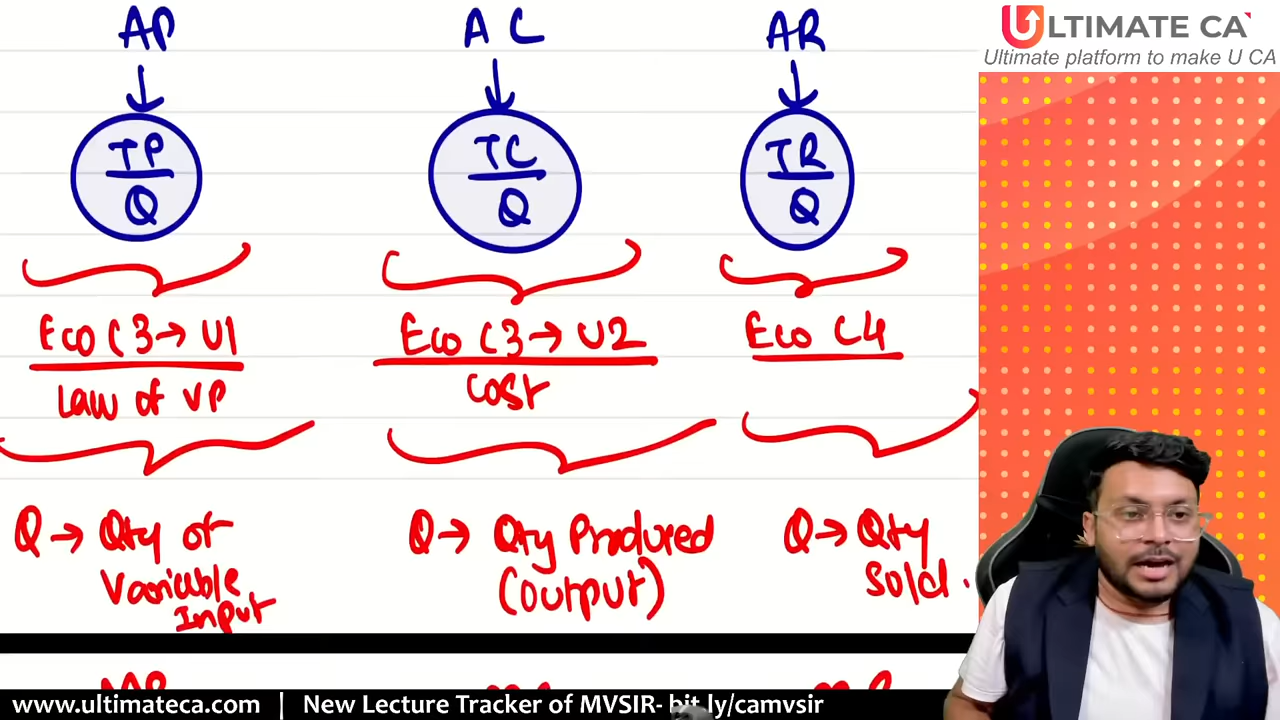 AP
AC
AR
ULTIMATE CA
Ultimate platform to make U CA
TP
Q
TC
Q
TR
Q
Eco C3 → U1
Law of VP
Eco C3 → U2
Cost
Eco C4
Q → Qty of
Variable
Input
Q → Qty Produced
(Output)
Q → Qty
Sold.
www.ultimateca.com | New Lecture Tracker of MVSIR- bit.ly/camvsir